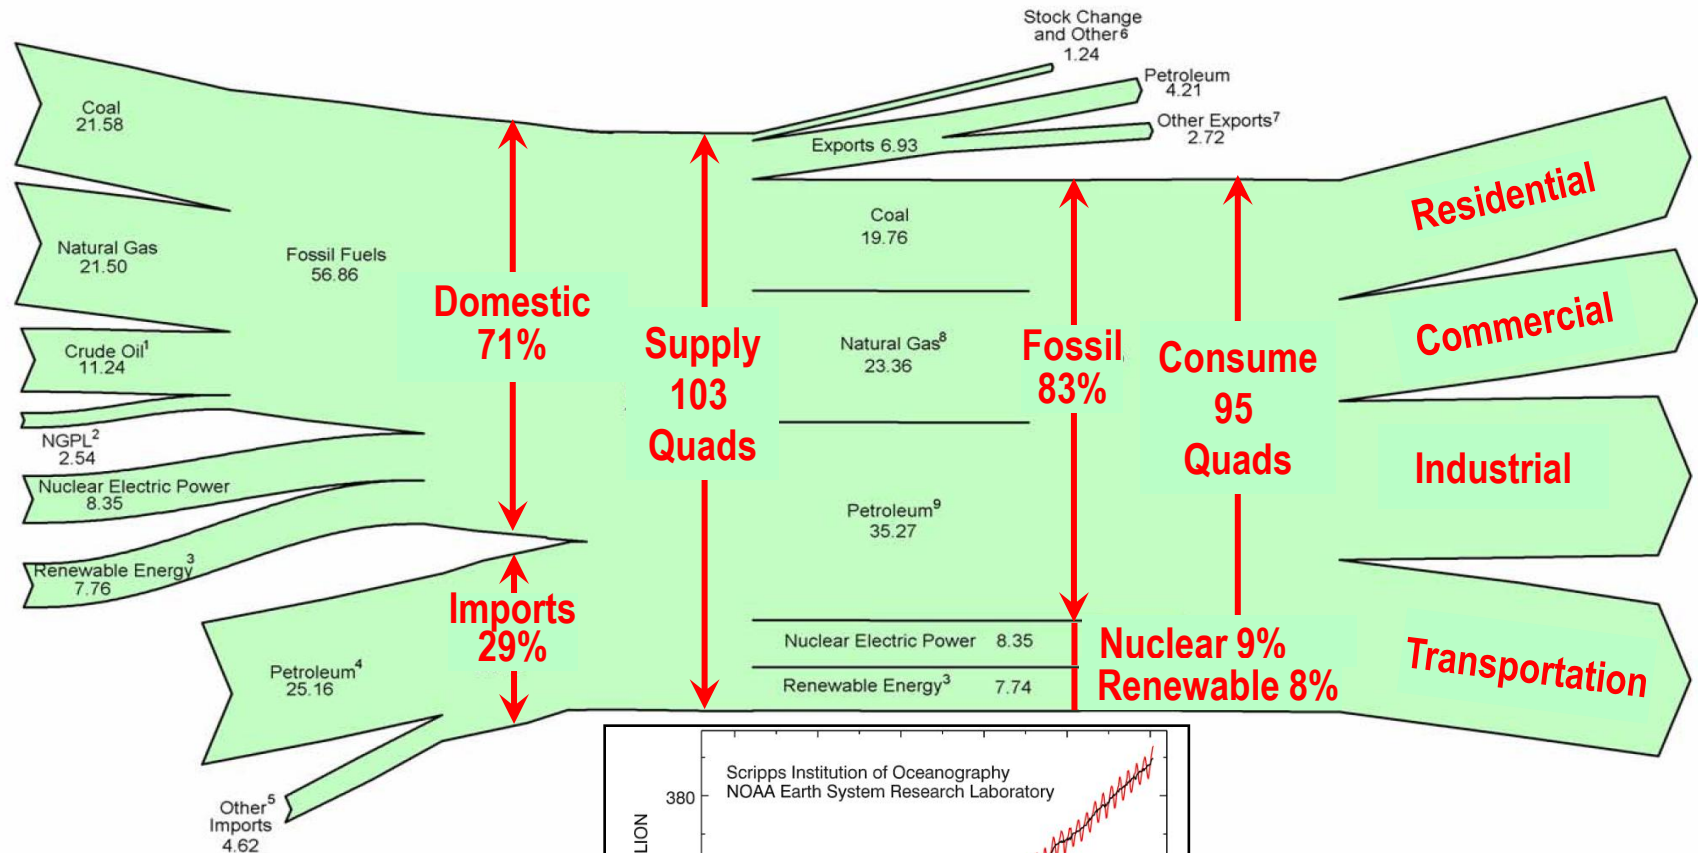 Stock Change
and Other6
1.24
Petroleum
4.21
Other Exports7
2.72
Exports 6.93
Coal
21.58
Natural Gas
21.50
Crude Oil1
11.24
NGPL2
2.54
Nuclear Electric Power
8.35
Renewable Energy3
7.76
Fossil Fuels
56.86
Domestic
71%
Imports
29%
Petroleum4
25.16
Other5
Imports
4.62
Supply
103
Quads
Coal
19.76
Natural Gas8
23.36
Petroleum9
35.27
Nuclear Electric Power 8.35
Renewable Energy3 7.74
Fossil
83%
Consume
95
Quads
Nuclear 9%
Renewable 8%
Residential
Commercial
Industrial
Transportation
Scripps Institution of Oceanography
NOAA Earth System Research Laboratory
380